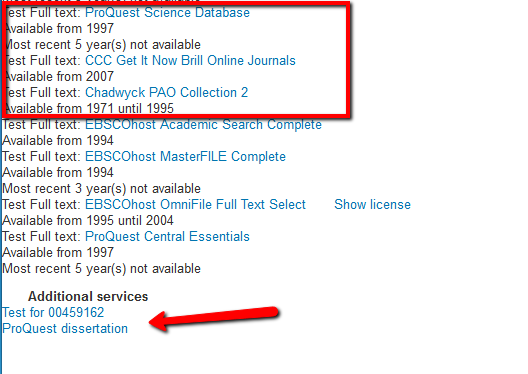 Test Full text: ProQuest Science Database
Available from 1997
Most recent 5 year(s) not available
Test Full text: CCC Get It Now Brill Online Journals
Available from 2007
Test Full text: Chadwyck PAO Collection 2
Available from 1971 until 1995
Test Full text: EBSCOhost Academic Search Complete
Available from 1994
Test Full text: EBSCOhost MasterFILE Complete
Available from 1994
Most recent 3 year(s) not available
Test Full text: EBSCOhost OmniFile Full Text Select Show license
Available from 1995 until 2004
Test Full text: ProQuest Central Essentials
Available from 1997
Most recent 5 year(s) not available
Additional services
Test for 00459162
ProQuest dissertation